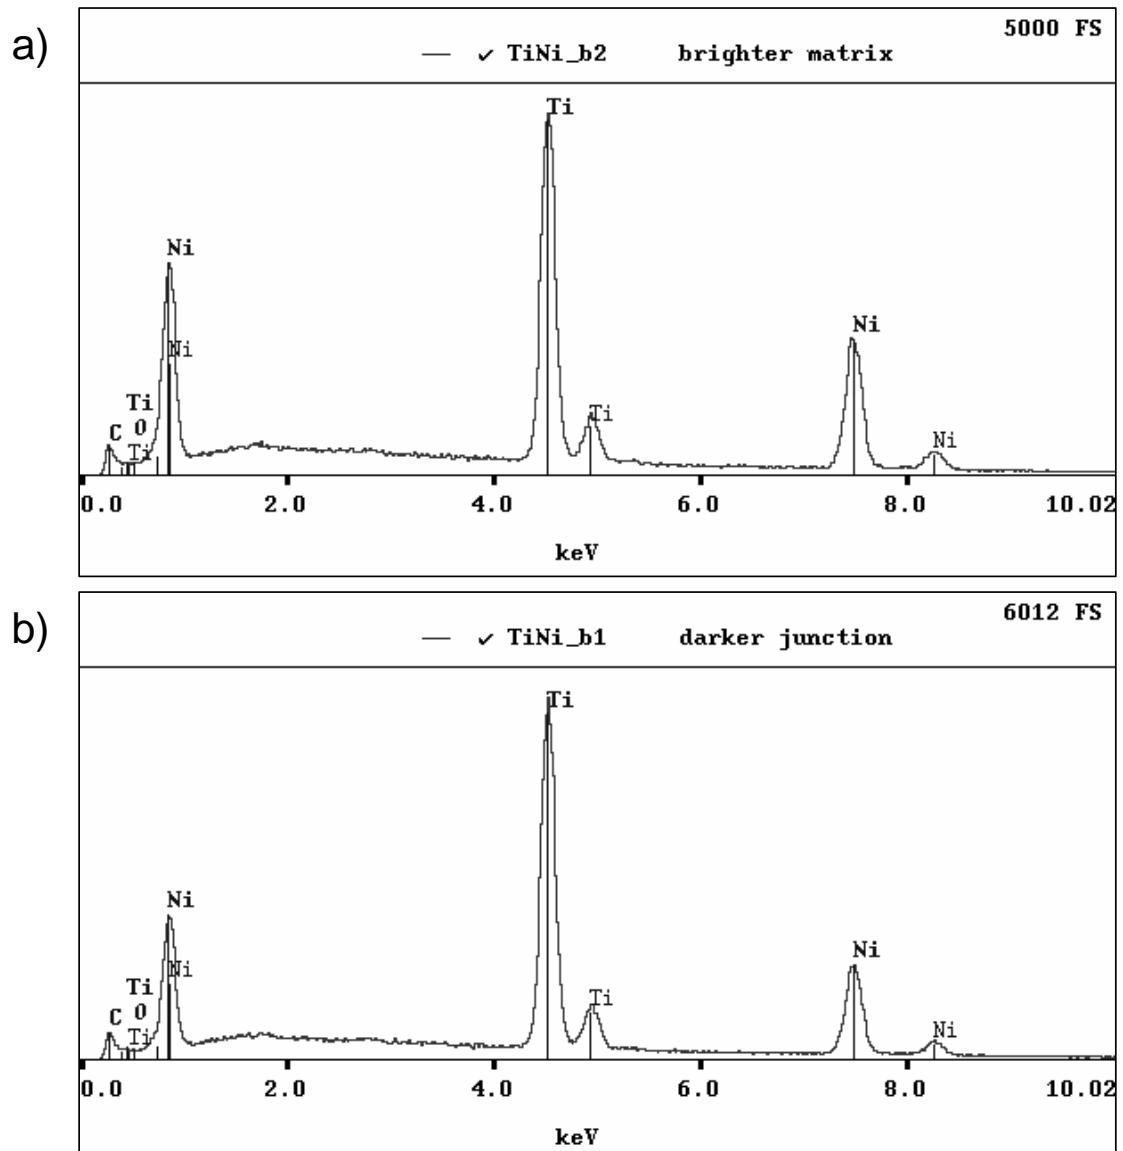 a)
5000 FS
— ✓ TiNi_b2 brighter matrix
Ti
Ni
Ni
Ni
Ti
Ti
C O
Ti
Ni
0.0 2.0 4.0 6.0 8.0 10.02
keV
b)
6012 FS
— ✓ TiNi_b1 darker junction
Ti
Ni
Ni
Ni
Ti
Ti
C O
Ti
Ni
0.0 2.0 4.0 6.0 8.0 10.02
keV